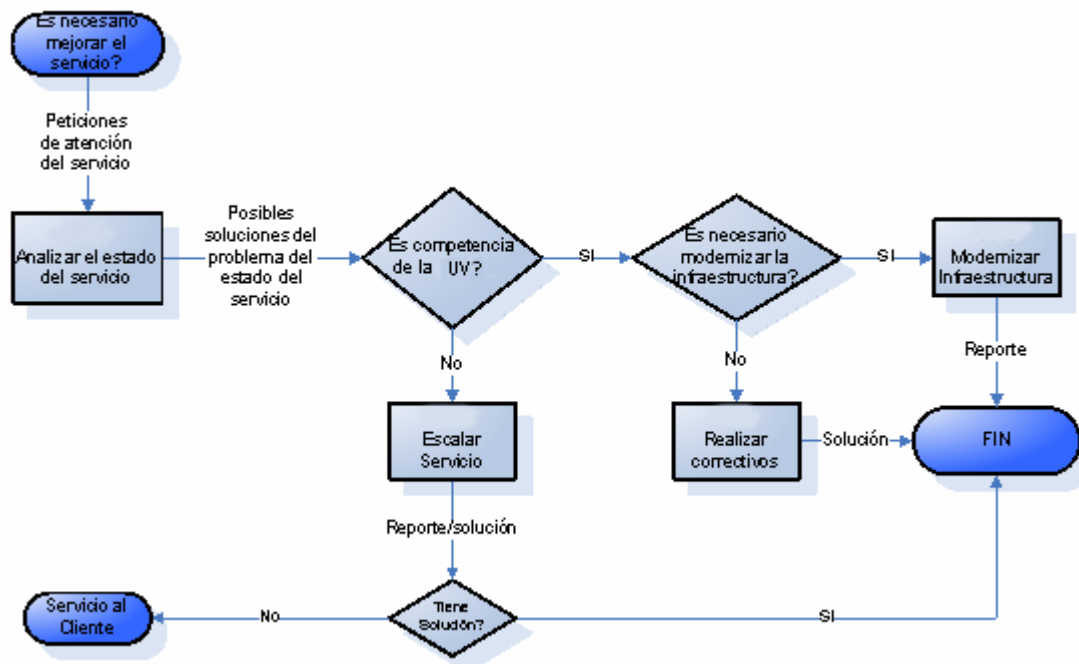 Es necesario
mejorar el
servicio?
Peticiones
de atención
del servicio
Analizar el estado
del servicio
Posibles
soluciones del
problema del
estado del
servicio
Es competencia
de la UV?
SI
Es necesario
modernizar la
infraestructura?
SI
Modernizar
Infraestructura
No
No
Reporte
Escalar
Servicio
Realizar
correctivos
Solución
FIN
Reporte/solución
Servicio al
Cliente
No
Tiene
Solución?
SI